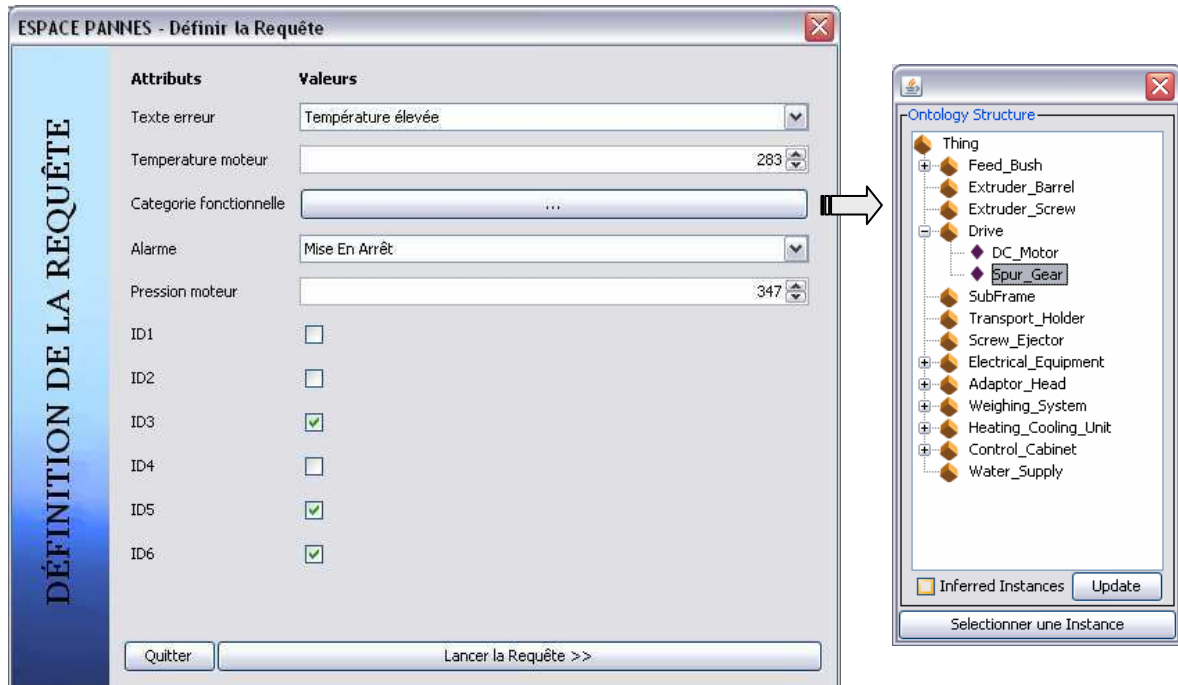 ESPACE PANNES - Définir la Requête
DÉFINITION DE LA REQUÊTE
Attributs Valeurs
Texte erreur Température élevée
Temperature moteur 283
Categorie fonctionnelle ...
Alarme Mise En Arrêt
Pression moteur 347
ID1
ID2
ID3
ID4
ID5
ID6
Quitter Lancer la Requête >>
Ontology Structure
Thing
Feed_Bush
Extruder_Barrel
Extruder_Screw
Drive
DC_Motor
Spur_Gear
SubFrame
Transport_Holder
Screw_Ejector
Electrical_Equipment
Adaptor_Head
Weighing_System
Heating_Cooling_Unit
Control_Cabinet
Water_Supply
Inferred Instances Update
Selectionner une Instance